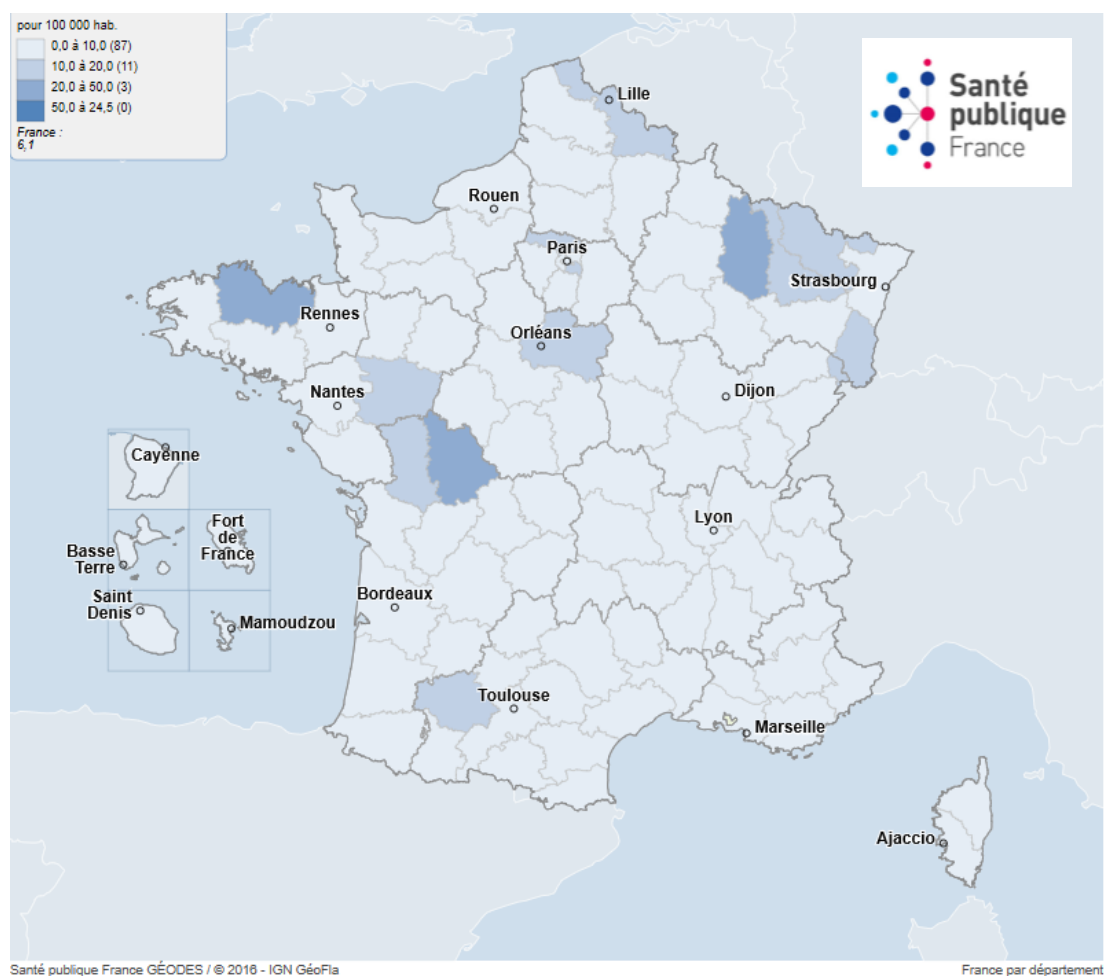 pour 100 000 hab.
0,0 à 10,0 (87)
10,0 à 20,0 (11)
20,0 à 50,0 (3)
50,0 à 24,5 (0)
France :
6,1
Santé
publique
France
Lille
Rouen
Paris
Strasbourg
Rennes
Orléans
Nantes
Dijon
Cayenne
Lyon
Fort
de
France
Basse
Terre
Bordeaux
Saint
Denis
Mamoudzou
Toulouse
Marseille
Ajaccio
Santé publique France GÉODES / © 2016 - IGN GéoFla
France par département